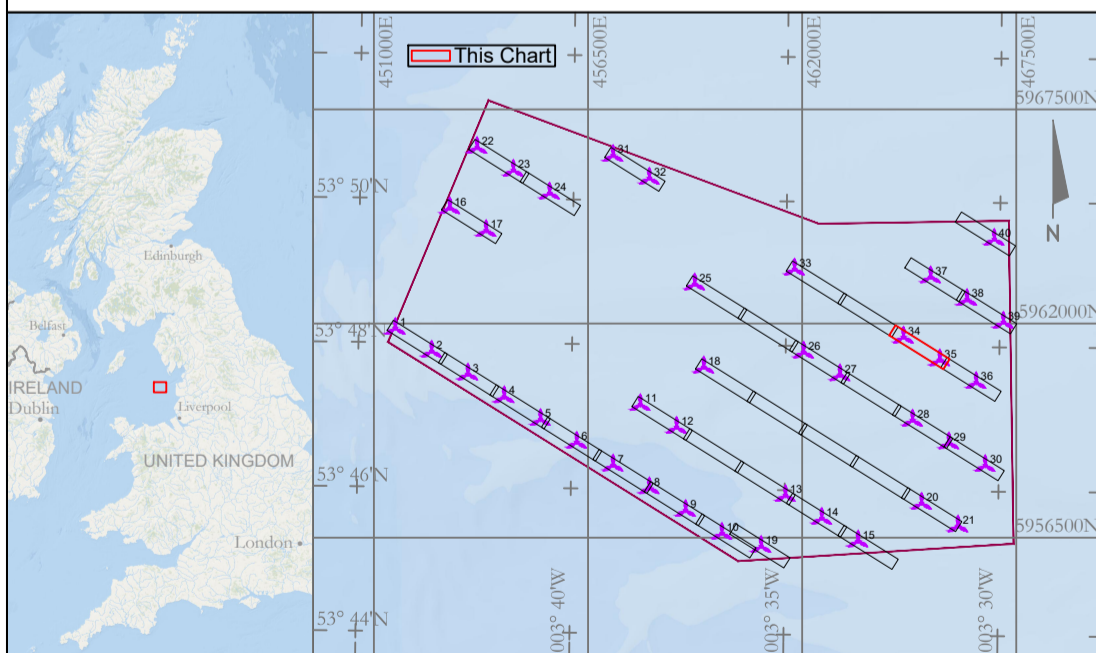 This Chart
451000E
456500E
462000E
467500E
5967500N
5962000N
5956500N
53° 50'N
53° 48'N
53° 46'N
53° 44'N
003° 40'W
003° 35'W
003° 30'W
N
Edinburgh
Belfast
IRELAND
Dublin
Liverpool
UNITED KINGDOM
London
22
23
24
31
32
16
17
40
33
37
38
39
25
34
35
36
1
2
3
4
5
6
7
8
9
10
19
18
26
27
28
29
30
11
12
13
14
15
20
21